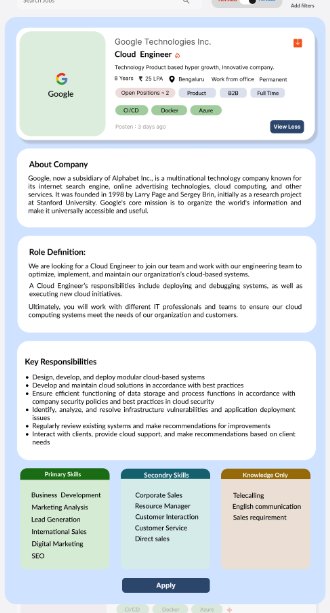 Search Jobs
Add filters
Google Technologies Inc.
Cloud Engineer
Technology Product based hyper growth, Innovative company.
6 Years ₹ 25 LPA Bengaluru Work from office Permanent
Google
Open Positions - 2 Product B2B Full Time
CI/CD Docker Azure
Posten : 3 days ago
View Less
About Company
Google, now a subsidiary of Alphabet Inc., is a multinational technology company known for
its internet search engine, online advertising technologies, cloud computing, and other
services. It was founded in 1998 by Larry Page and Sergey Brin, initially as a research project
at Stanford University. Google's core mission is to organize the world's information and
make it universally accessible and useful.
Role Definition:
We are looking for a Cloud Engineer to join our team and work with our engineering team to
optimize, implement, and maintain our organization's cloud-based systems.
A Cloud Engineer's responsibilities include deploying and debugging systems, as well as
executing new cloud initiatives.
Ultimately, you will work with different IT professionals and teams to ensure our cloud
computing systems meet the needs of our organization and customers.
Key Responsibilities
• Design, develop, and deploy modular cloud-based systems
• Develop and maintain cloud solutions in accordance with best practices
• Ensure efficient functioning of data storage and process functions in accordance with
company security policies and best practices in cloud security
• Identify, analyze, and resolve infrastructure vulnerabilities and application deployment
issues
• Regularly review existing systems and make recommendations for improvements
• Interact with clients, provide cloud support, and make recommendations based on client
needs
Primary Skills
Business Development
Marketing Analysis
Lead Generation
International Sales
Digital Marketing
SEO
Secondry Skills
Corporate Sales
Resource Manager
Customer Interaction
Customer Service
Direct sales
Knowledge Only
Telecalling
English communication
Sales requirement
Apply
CI/CD Docker Azure